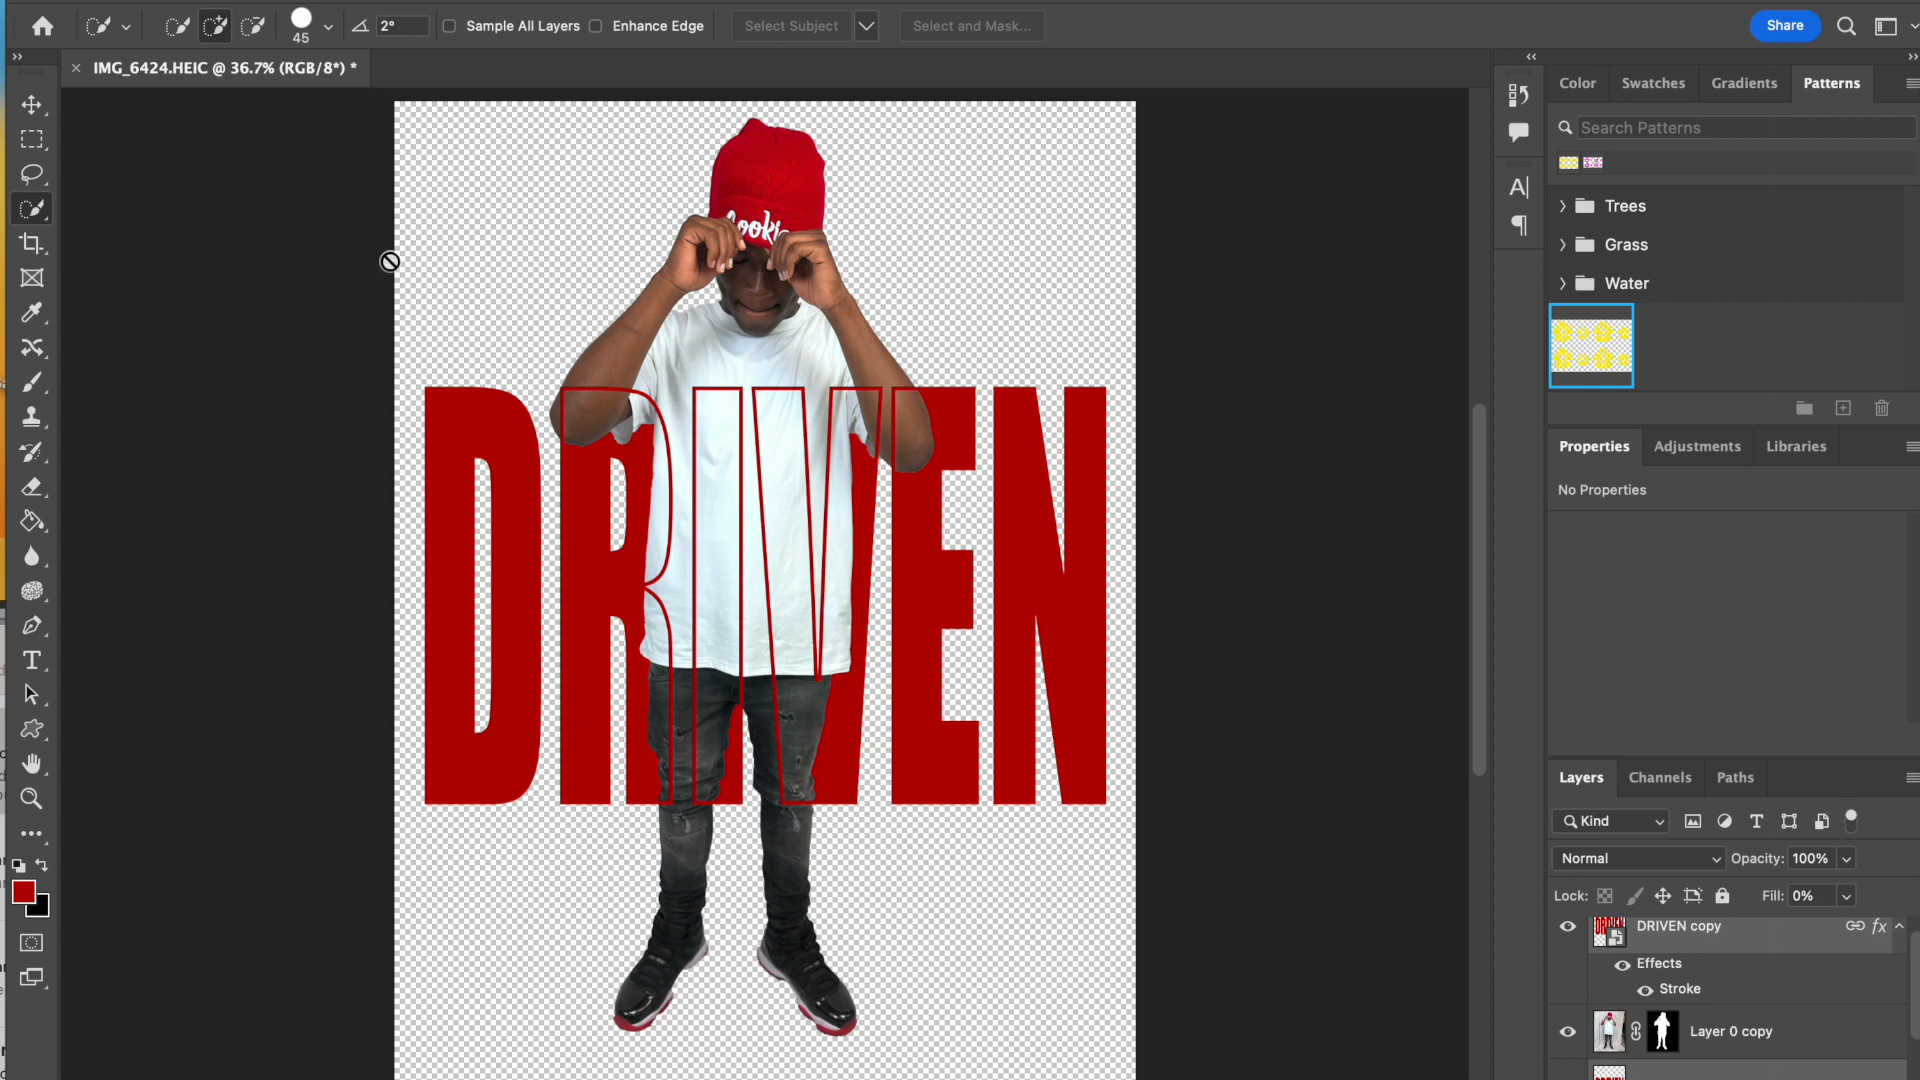 45
2°
Sample All Layers
Enhance Edge
Select Subject
Select and Mask...
Share
IMG_6424.HEIC @ 36.7% (RGB/8*) *
Color
Swatches
Gradients
Patterns
Search Patterns
Trees
Grass
Water
DRIVEN
Properties
Adjustments
Libraries
No Properties
Layers
Channels
Paths
Kind
Normal
Opacity: 100%
Lock:
Fill: 0%
DRIVEN copy
fx
Effects
Stroke
Layer 0 copy